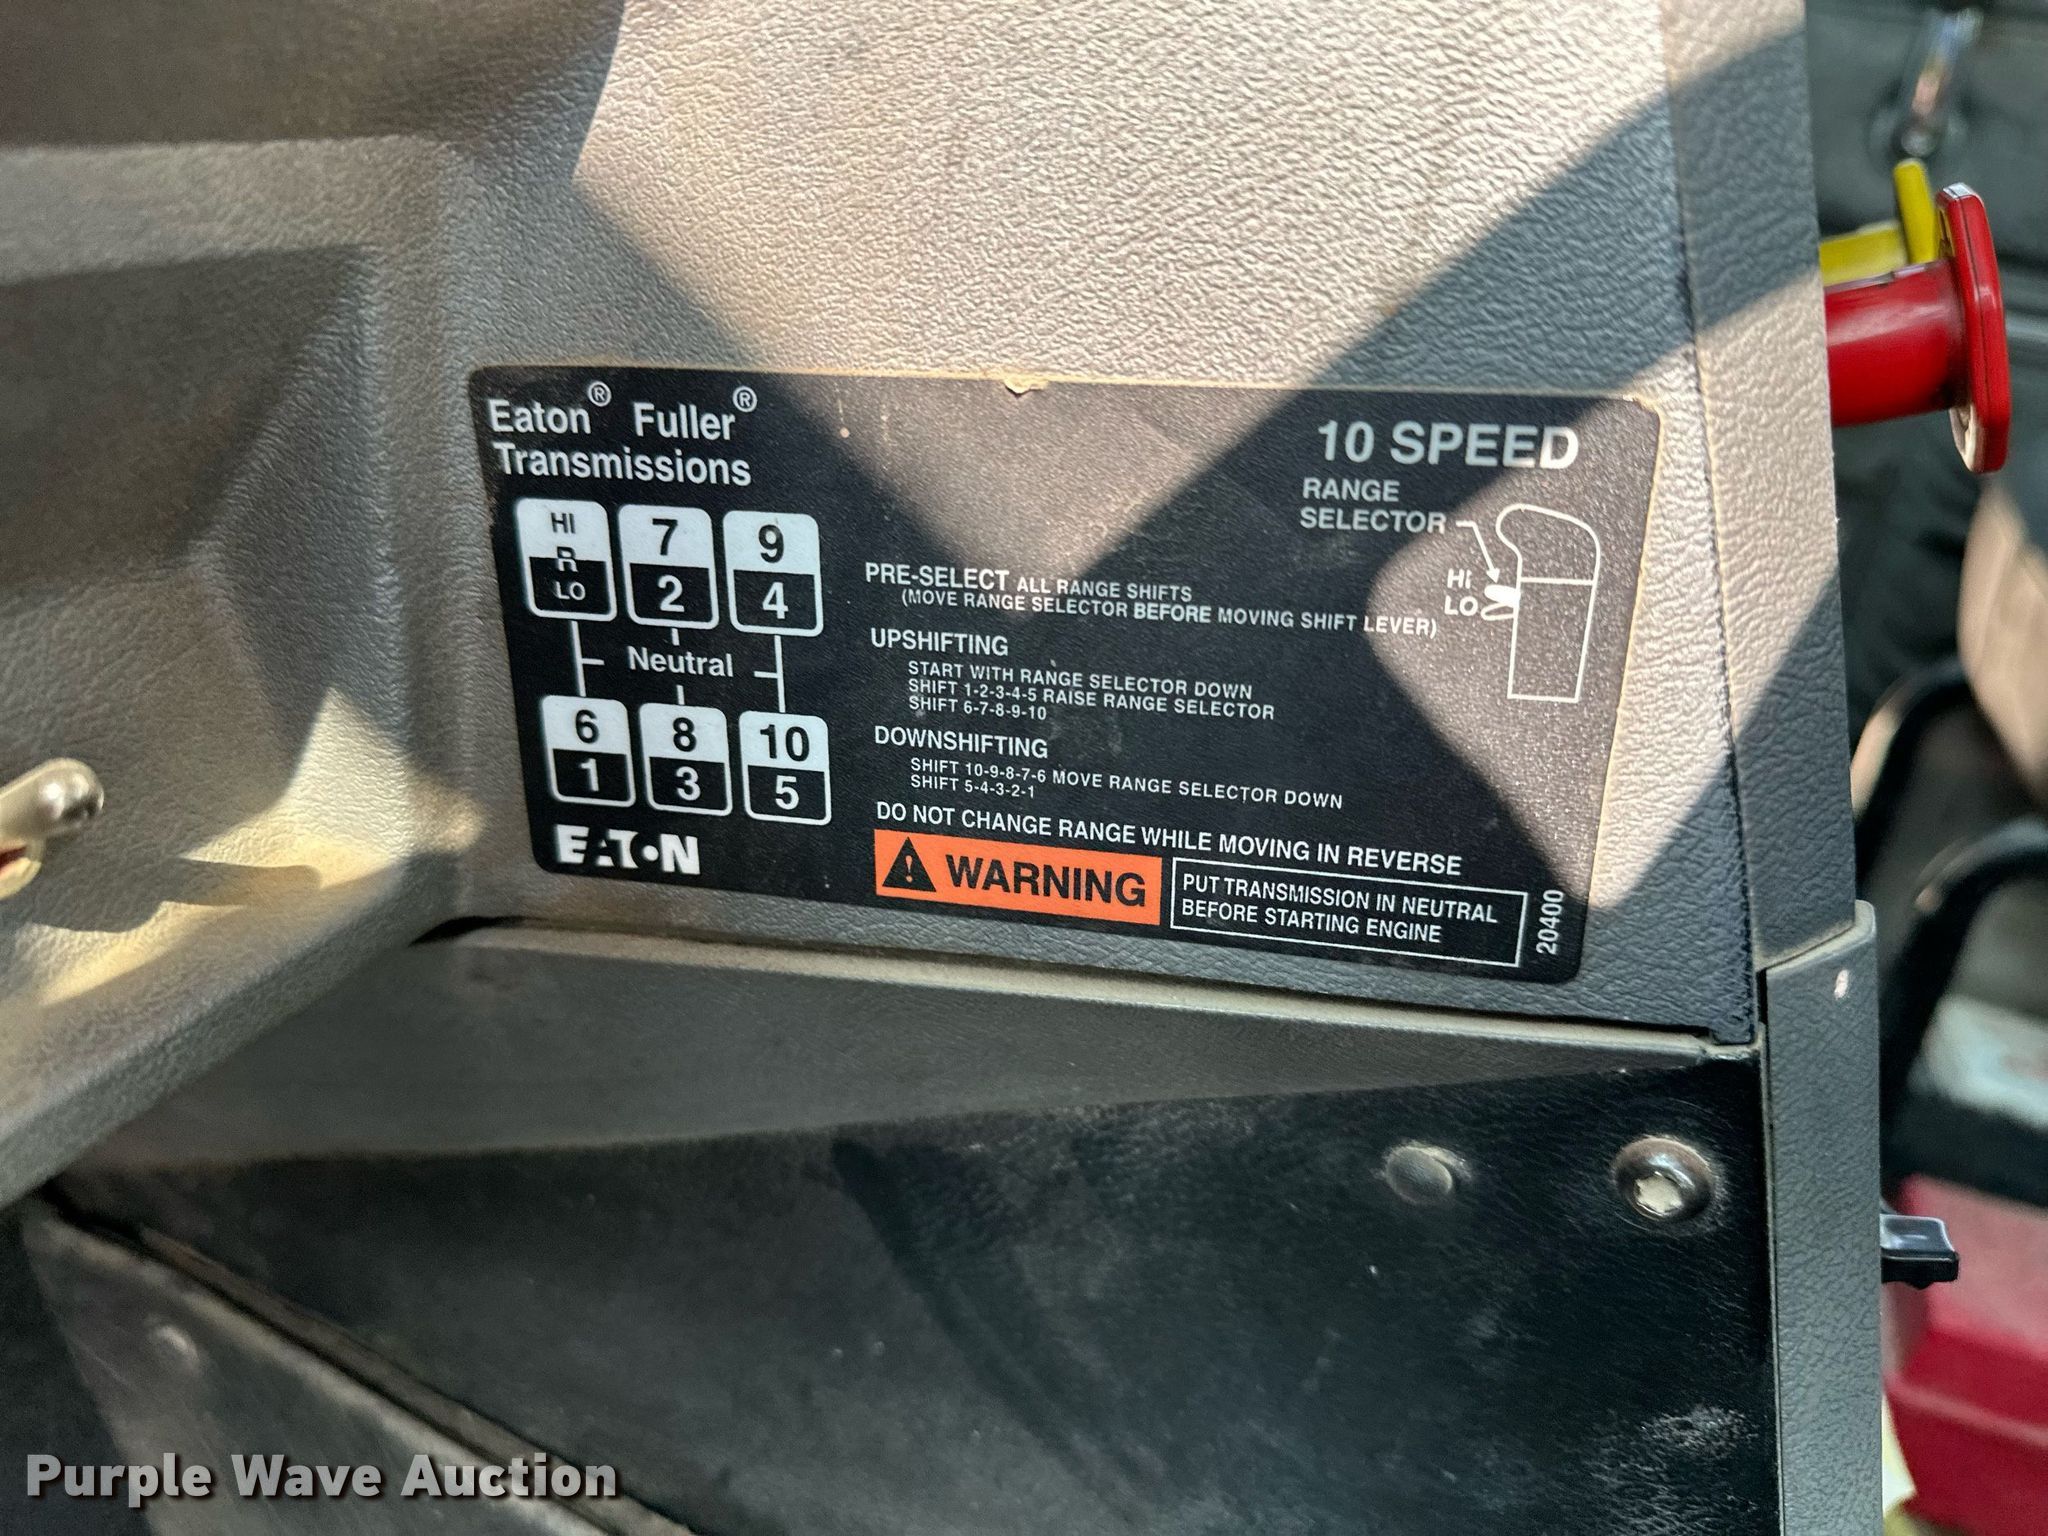 Eaton® Fuller®
Transmissions
10 SPEED
RANGE
SELECTOR
HI
LO
HI
R
LO
7
2
9
4
Neutral
6
1
8
3
10
5
EATON
PRE-SELECT ALL RANGE SHIFTS
(MOVE RANGE SELECTOR BEFORE MOVING SHIFT LEVER)
UPSHIFTING
START WITH RANGE SELECTOR DOWN
SHIFT 1-2-3-4-5 RAISE RANGE SELECTOR
SHIFT 6-7-8-9-10
DOWNSHIFTING
SHIFT 10-9-8-7-6 MOVE RANGE SELECTOR DOWN
SHIFT 5-4-3-2-1
DO NOT CHANGE RANGE WHILE MOVING IN REVERSE
WARNING
PUT TRANSMISSION IN NEUTRAL
BEFORE STARTING ENGINE
20400
Purple Wave Auction